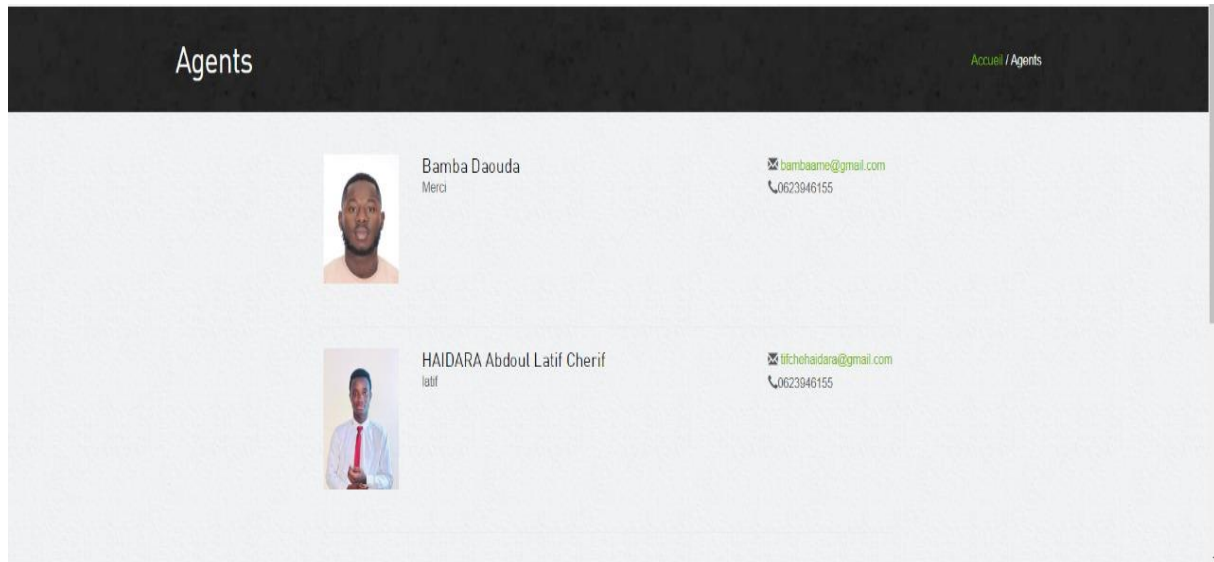 Agents
Accueil / Agents
Bamba Daouda
Merci
bambaame@gmail.com
0623946155
HAIDARA Abdoul Latif Cherif
latif
tifchehaidara@gmail.com
0623946155